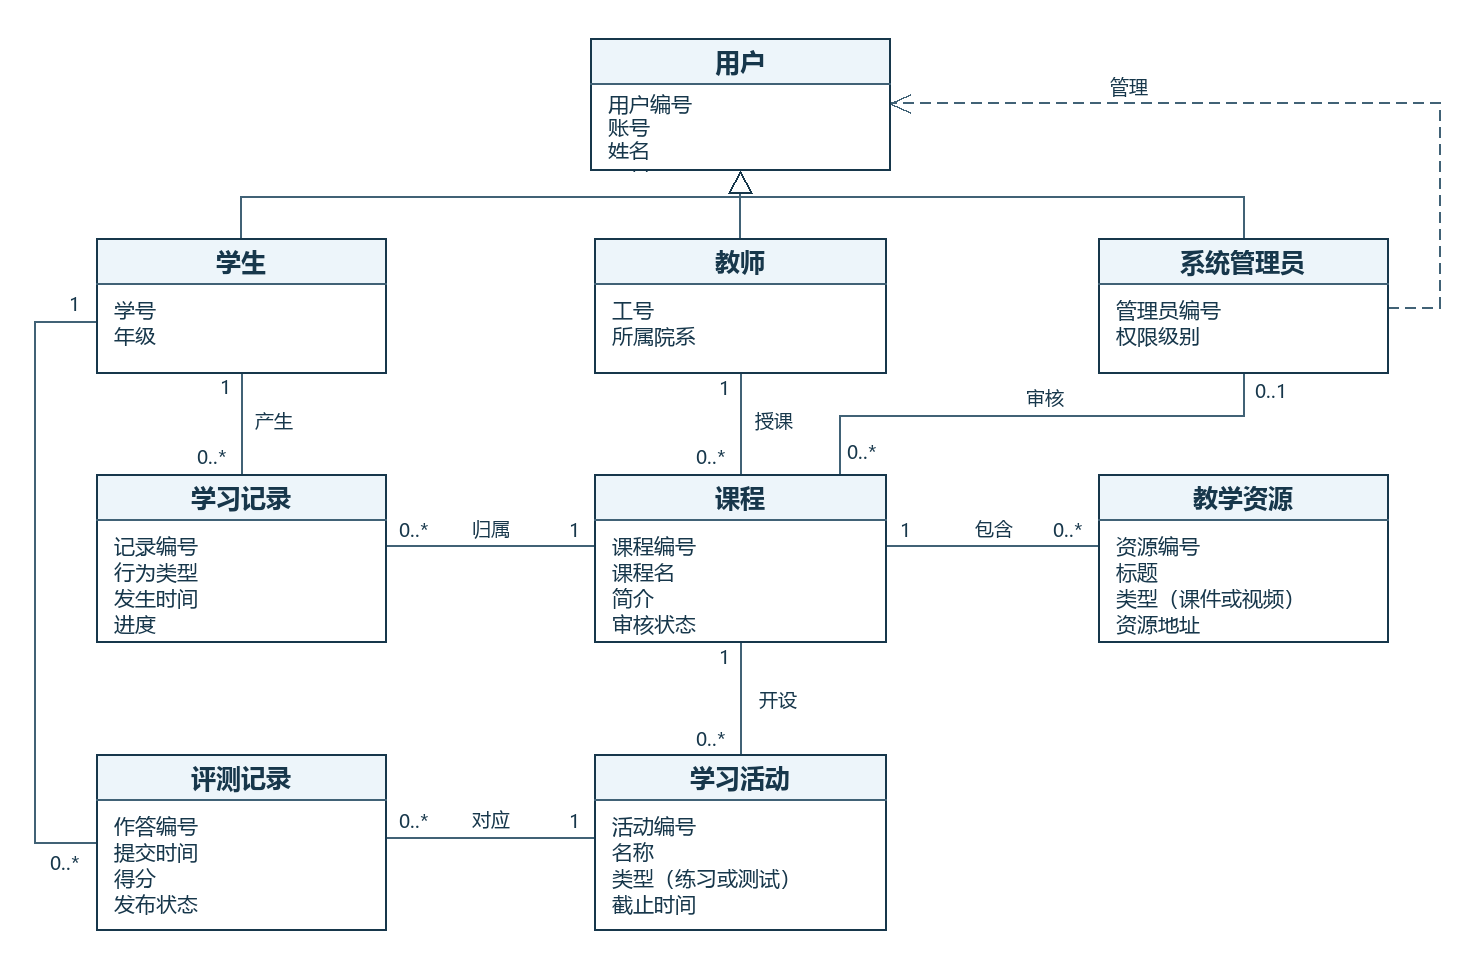 用户
用户编号
账号
姓名
管理
学生
学号
年级
教师
工号
所属院系
系统管理员
管理员编号
权限级别
1
1
产生
0..*
1
授课
0..*
审核
0..1
0..*
学习记录
记录编号
行为类型
发生时间
进度
0..* 归属 1
课程
课程编号
课程名
简介
审核状态
1 包含 0..*
教学资源
资源编号
标题
类型（课件或视频）
资源地址
1
开设
0..*
评测记录
作答编号
提交时间
得分
发布状态
0..*
0..* 对应 1
学习活动
活动编号
名称
类型（练习或测试）
截止时间